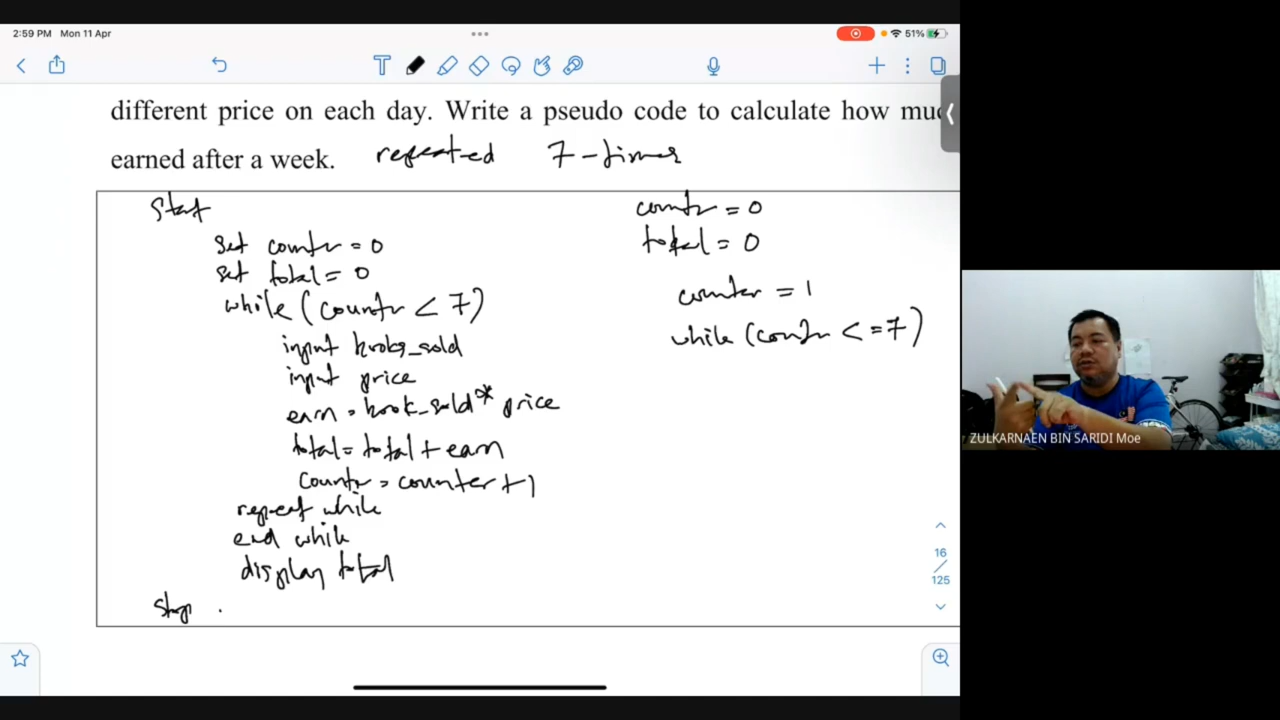 2:59 PM Mon 11 Apr
51%
different price on each day. Write a pseudo code to calculate how muc
earned after a week. repeated 7-times
Start
set counter = 0
set total = 0
while (counter < 7)
input books_sold
input price
earn = book_sold * price
total = total + earn
counter = counter + 1
repeat while
end while
display total
Stop .
counter = 0
total = 0
counter = 1
while (counter <= 7)
ZULKARNAEN BIN SARIDI Moe
16
125